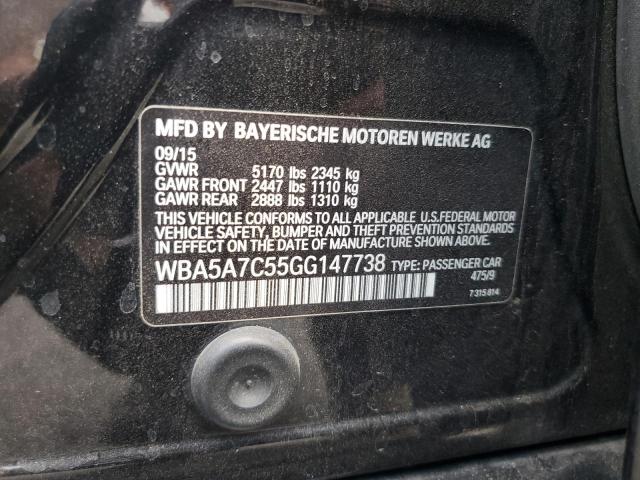 MFD BY BAYERISCHE MOTOREN WERKE AG
09/15
GVWR 5170 lbs 2345 kg
GAWR FRONT 2447 lbs 1110 kg
GAWR REAR 2888 lbs 1310 kg
THIS VEHICLE CONFORMS TO ALL APPLICABLE U.S.FEDERAL MOTOR
VEHICLE SAFETY, BUMPER AND THEFT PREVENTION STANDARDS
IN EFFECT ON THE DATE OF MANUFACTURE SHOWN ABOVE.
WBA5A7C55GG147738 TYPE: PASSENGER CAR
475/9
7 315 814